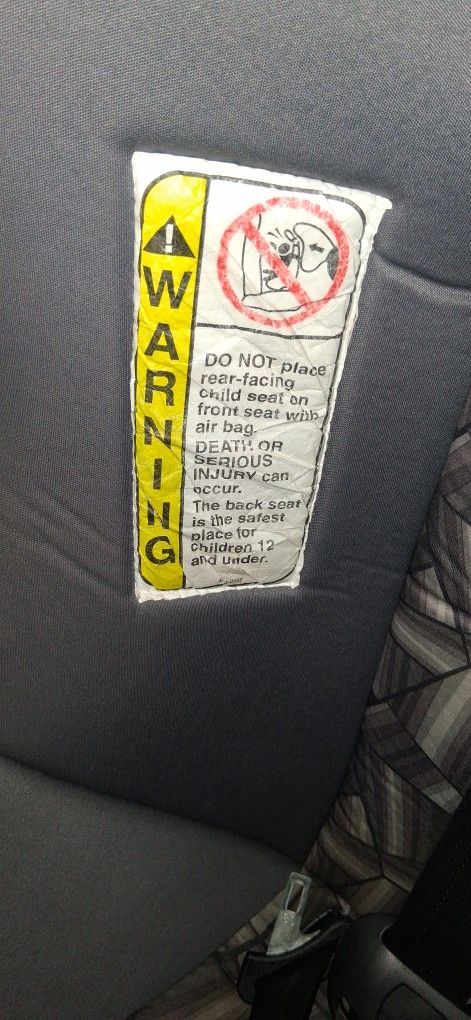 WARNING
DO NOT place
rear-facing
child seat on
front seat with
air bag.
DEATH OR
SERIOUS
INJURY can
occur.
The back seat
is the safest
place for
children 12
and under.